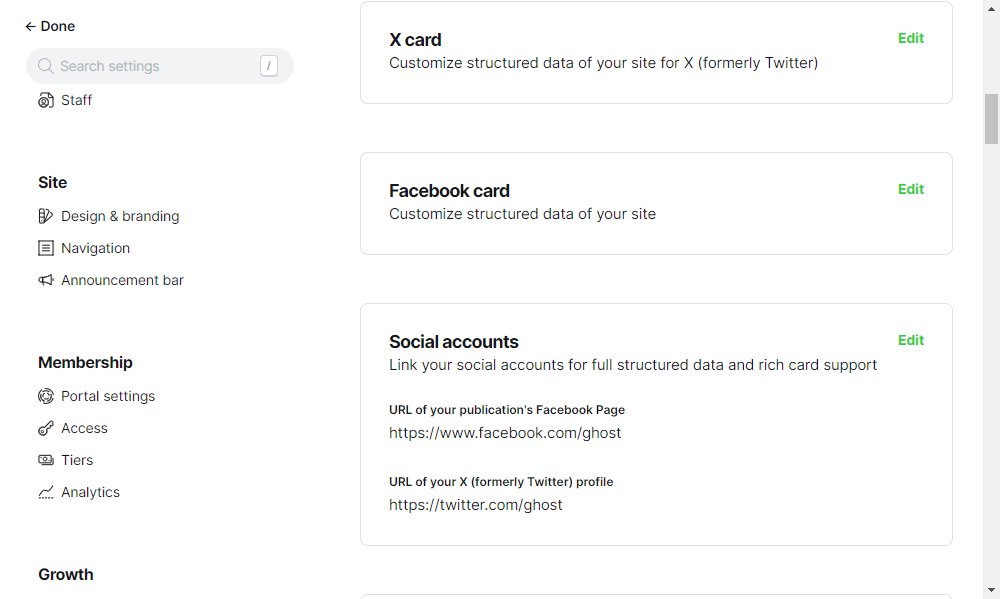 Done
Search settings
/
Staff
Site
Design & branding
Navigation
Announcement bar
Membership
Portal settings
Access
Tiers
Analytics
Growth
X card
Edit
Customize structured data of your site for X (formerly Twitter)
Facebook card
Edit
Customize structured data of your site
Social accounts
Edit
Link your social accounts for full structured data and rich card support
URL of your publication's Facebook Page
https://www.facebook.com/ghost
URL of your X (formerly Twitter) profile
https://twitter.com/ghost